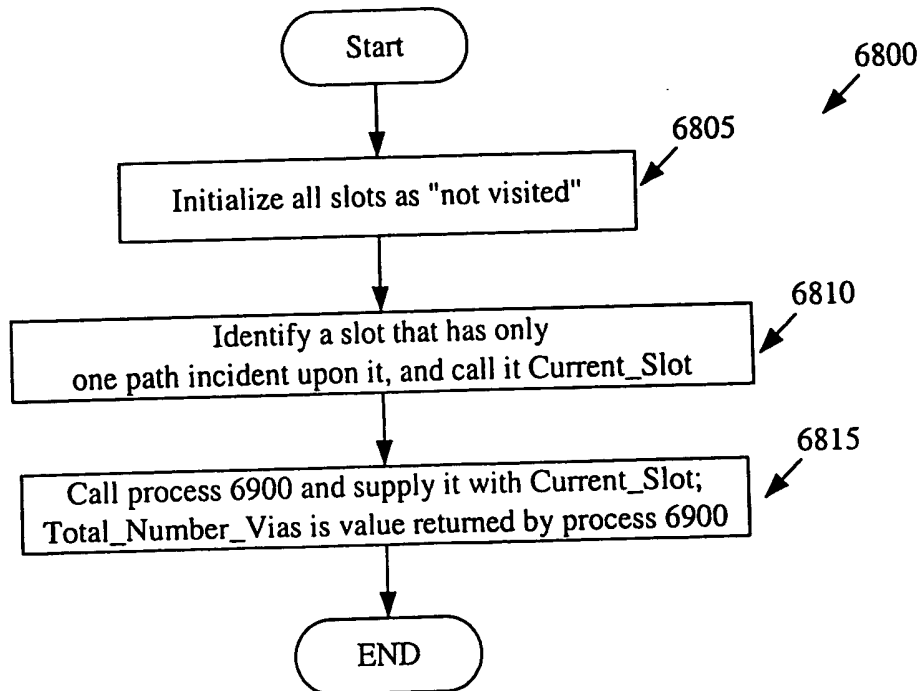 Start
6800
6805
Initialize all slots as "not visited"
6810
Identify a slot that has only
one path incident upon it, and call it Current_Slot
6815
Call process 6900 and supply it with Current_Slot;
Total_Number_Vias is value returned by process 6900
END